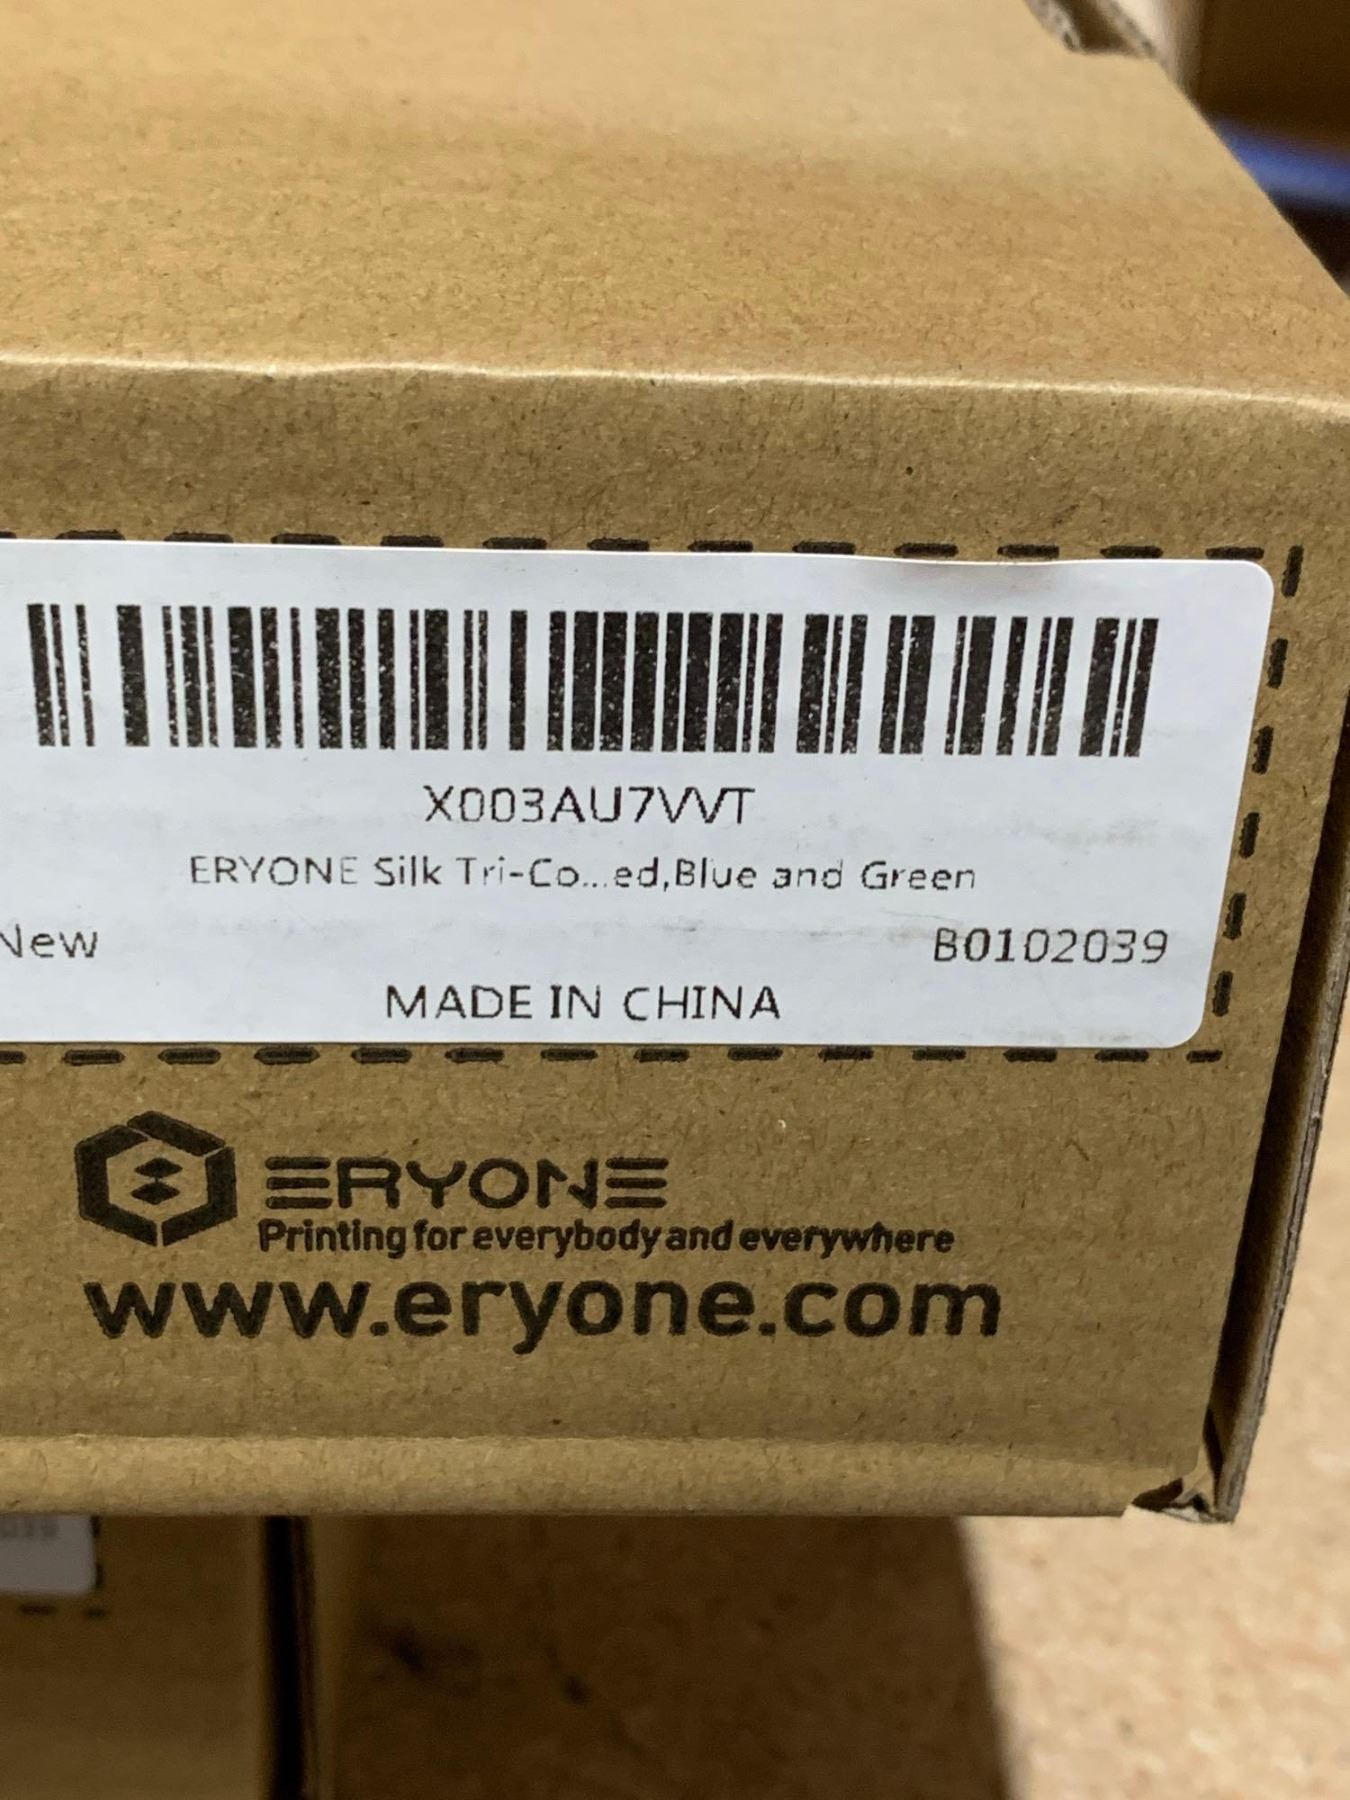 X003AU7VVT
ERYONE Silk Tri-Co...ed,Blue and Green
New B0102039
MADE IN CHINA
ERYONE
Printing for everybody and everywhere
www.eryone.com